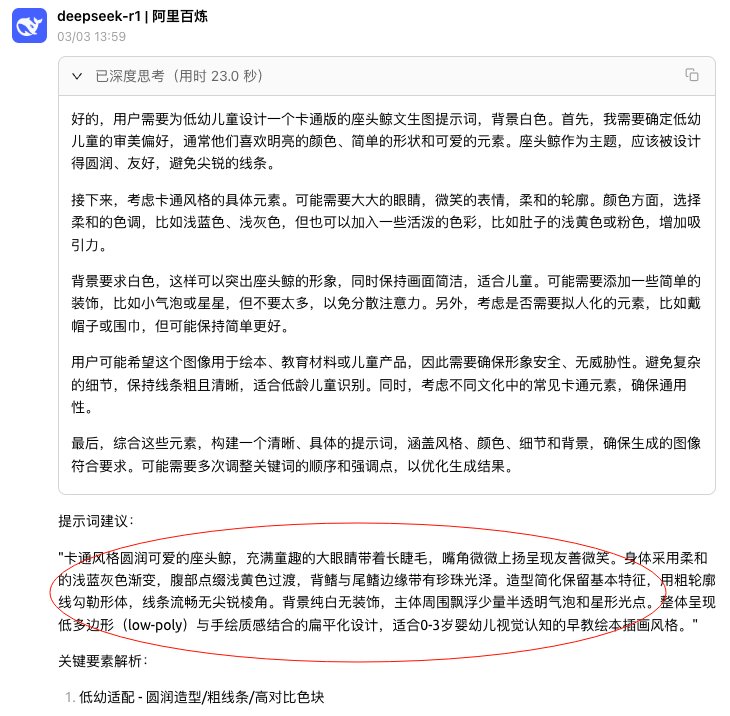 deepseek-r1 | 阿里百炼
03/03 13:59
已深度思考（用时 23.0 秒）
好的，用户需要为低幼儿童设计一个卡通版的座头鲸文生图提示词，背景白色。首先，我需要确定低幼
儿童的审美偏好，通常他们喜欢明亮的颜色、简单的形状和可爱的元素。座头鲸作为主题，应该被设计
得圆润、友好，避免尖锐的线条。
接下来，考虑卡通风格的具体元素。可能需要大大的眼睛，微笑的表情，柔和的轮廓。颜色方面，选择
柔和的色调，比如浅蓝色、浅灰色，但也可以加入一些活泼的色彩，比如肚子的浅黄色或粉色，增加吸
引力。
背景要求白色，这样可以突出座头鲸的形象，同时保持画面简洁，适合儿童。可能需要添加一些简单的
装饰，比如小气泡或星星，但不要太多，以免分散注意力。另外，考虑是否需要拟人化的元素，比如戴
帽子或围巾，但可能保持简单更好。
用户可能希望这个图像用于绘本、教育材料或儿童产品，因此需要确保形象安全、无威胁性。避免复杂
的细节，保持线条粗且清晰，适合低龄儿童识别。同时，考虑不同文化中的常见卡通元素，确保通用
性。
最后，综合这些元素，构建一个清晰、具体的提示词，涵盖风格、颜色、细节和背景，确保生成的图像
符合要求。可能需要多次调整关键词的顺序和强调点，以优化生成结果。
提示词建议：
"卡通风格圆润可爱的座头鲸，充满童趣的大眼睛带着长睫毛，嘴角微微上扬呈现友善微笑。身体采用柔和
的浅蓝灰色渐变，腹部点缀浅黄色过渡，背鳍与尾鳍边缘带有珍珠光泽。造型简化保留基本特征，用粗轮廓
线勾勒形体，线条流畅无尖锐棱角。背景纯白无装饰，主体周围飘浮少量半透明气泡和星形光点。整体呈现
低多边形（low-poly）与手绘质感结合的扁平化设计，适合0-3岁婴幼儿视觉认知的早教绘本插画风格。"
关键要素解析：
1. 低幼适配 - 圆润造型/粗线条/高对比色块